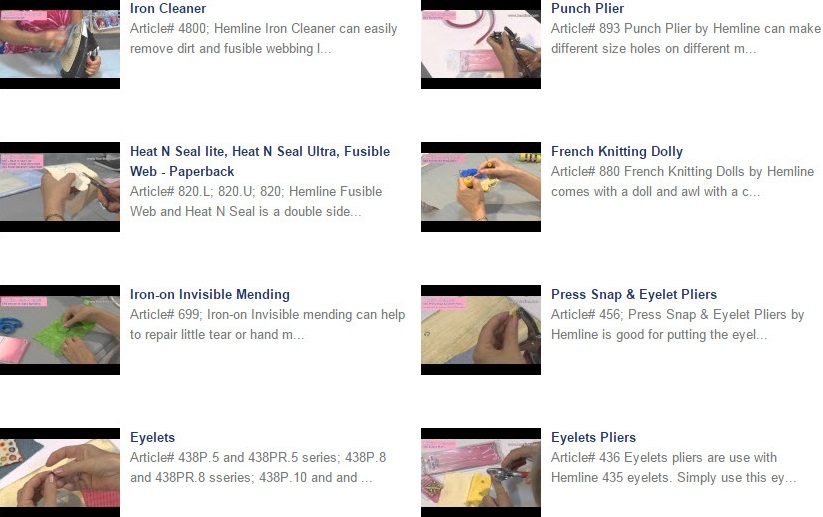 Iron Cleaner
Article# 4800; Hemline Iron Cleaner can easily
remove dirt and fusible webbing l...
Punch Plier
Article# 893 Punch Plier by Hemline can make
different size holes on different m...
Heat N Seal lite, Heat N Seal Ultra, Fusible
Web - Paperback
Article# 820.L; 820.U; 820; Hemline Fusible
Web and Heat N Seal is a double side...
French Knitting Dolly
Article# 880 French Knitting Dolls by Hemline
comes with a doll and awl with a c...
Iron-on Invisible Mending
Article# 699; Iron-on Invisible mending can help
to repair little tear or hand m...
Press Snap & Eyelet Pliers
Article# 456; Press Snap & Eyelet Pliers by
Hemline is good for putting the eyel...
Eyelets
Article# 438P.5 and 438PR.5 series; 438P.8
and 438PR.8 sseries; 438P.10 and and ...
Eyelets Pliers
Article# 436 Eyelets pliers are use with
Hemline 435 eyelets. Simply use this ey...